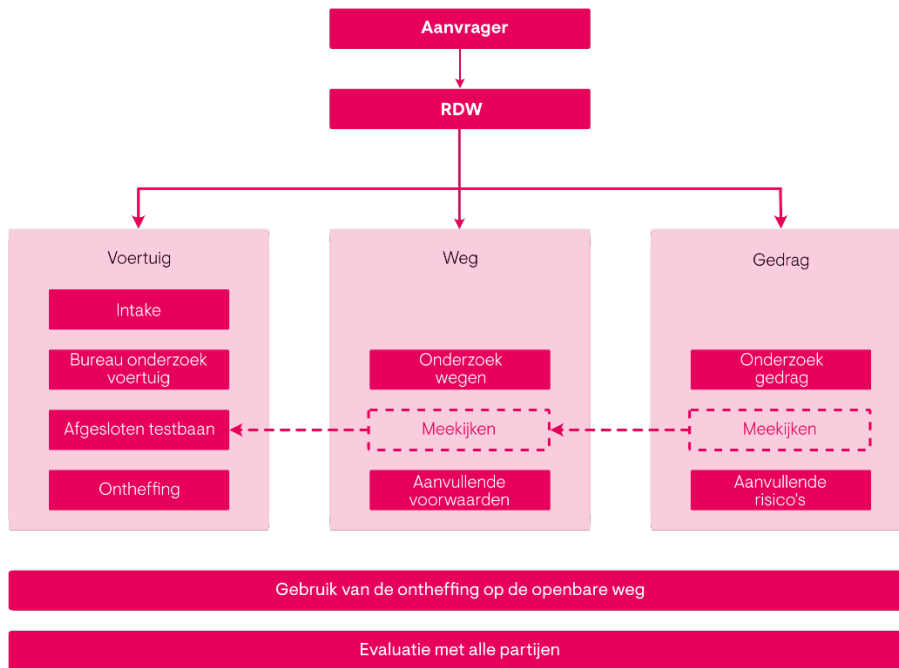 Aanvrager
RDW
Voertuig
Intake
Bureau onderzoek
voertuig
Afgesloten testbaan
Ontheffing
Weg
Onderzoek
wegen
Meekijken
Aanvullende
voorwaarden
Gedrag
Onderzoek
gedrag
Meekijken
Aanvullende
risico's
Gebruik van de ontheffing op de openbare weg
Evaluatie met alle partijen